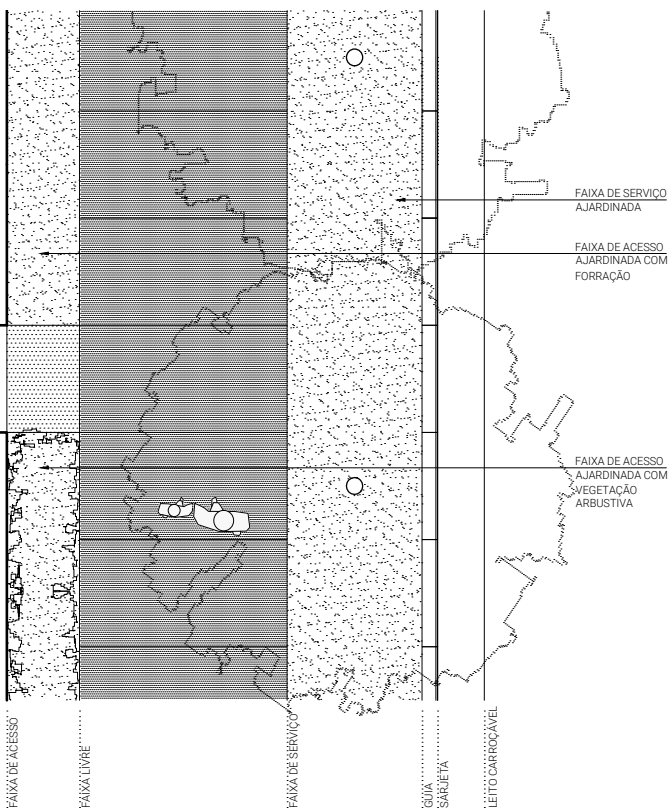 FAIXA DE SERVIÇO
AJARDINADA
FAIXA DE ACESSO
AJARDINADA COM
FORRAÇÃO
FAIXA DE ACESSO
AJARDINADA COM
VEGETAÇÃO
ARBUSTIVA
FAIXA DE ACESSO
FAIXA LIVRE
FAIXA DE SERVIÇO
GUIA
SARJETA
LEITO CARROÇÁVEL